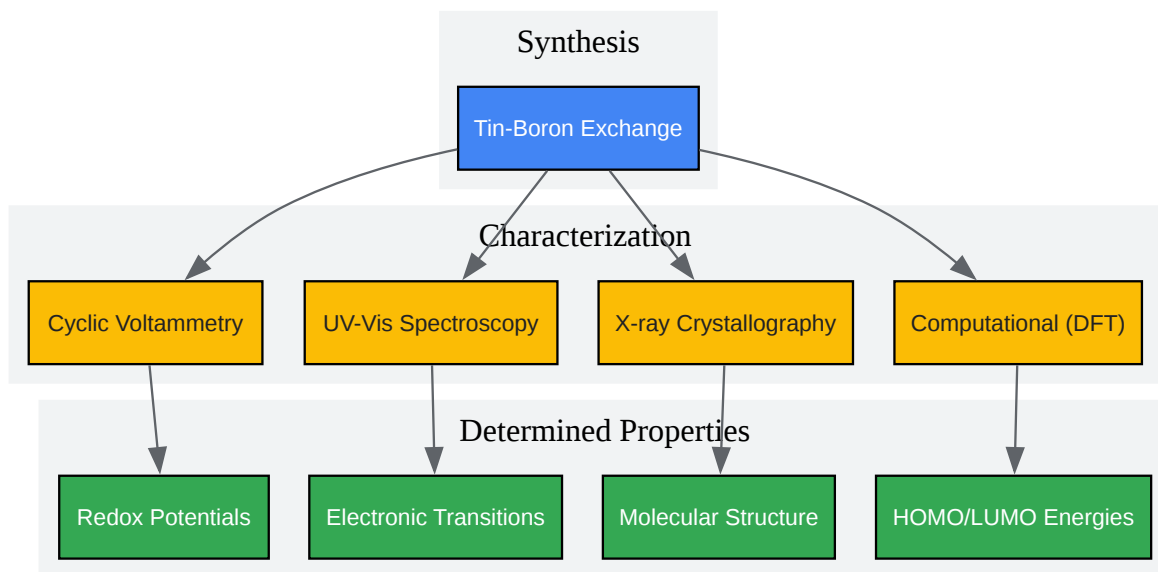 Synthesis
Tin-Boron Exchange
Characterization
Cyclic Voltammetry
UV-Vis Spectroscopy
X-ray Crystallography
Computational (DFT)
Determined Properties
Redox Potentials
Electronic Transitions
Molecular Structure
HOMO/LUMO Energies